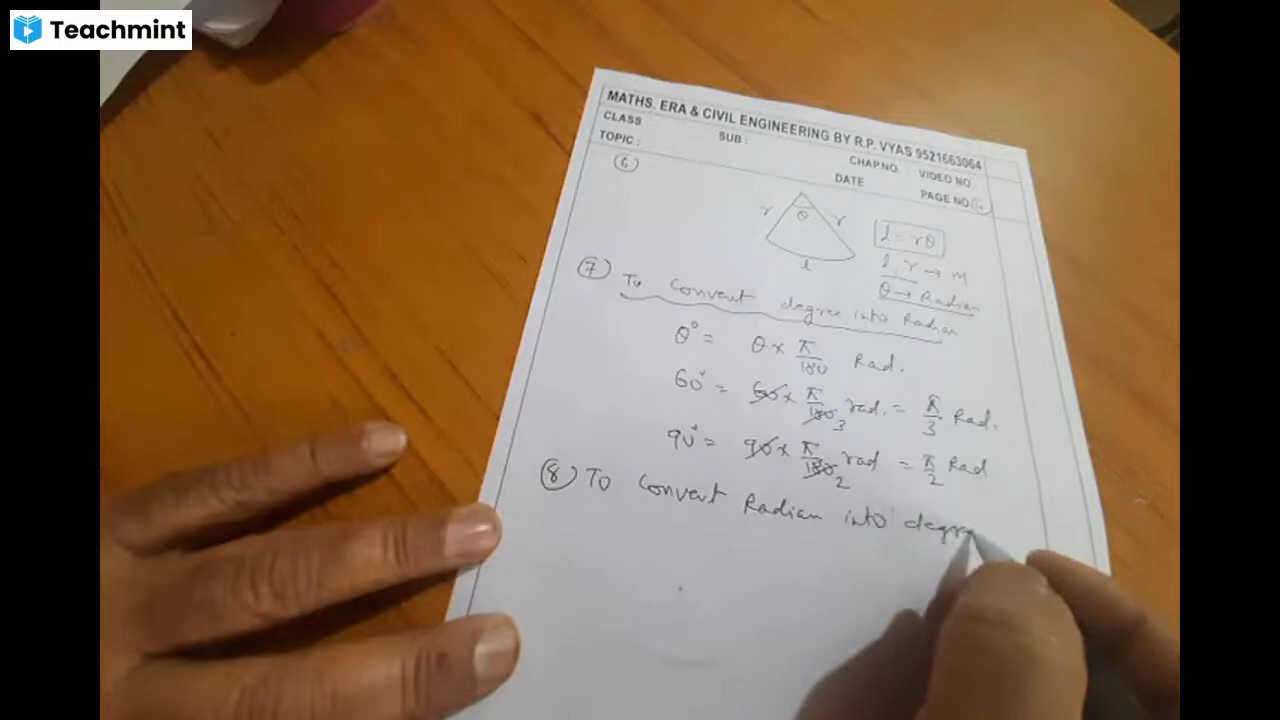 Teachmint
MATHS. ERA & CIVIL ENGINEERING BY R.P. VYAS 9521663064
CLASS SUB : CHAP.NO. VIDEO NO.
TOPIC : DATE PAGE NO.
6
r θ r
l
l = rθ
l, r → m
θ → Radian
7 To convert degree into Radian
θ° = θ × π/180 Rad.
60° = 60 × π/180 3 rad. = π/3 Rad.
90° = 90 × π/180 2 rad = π/2 Rad
8 To convert Radian into degre